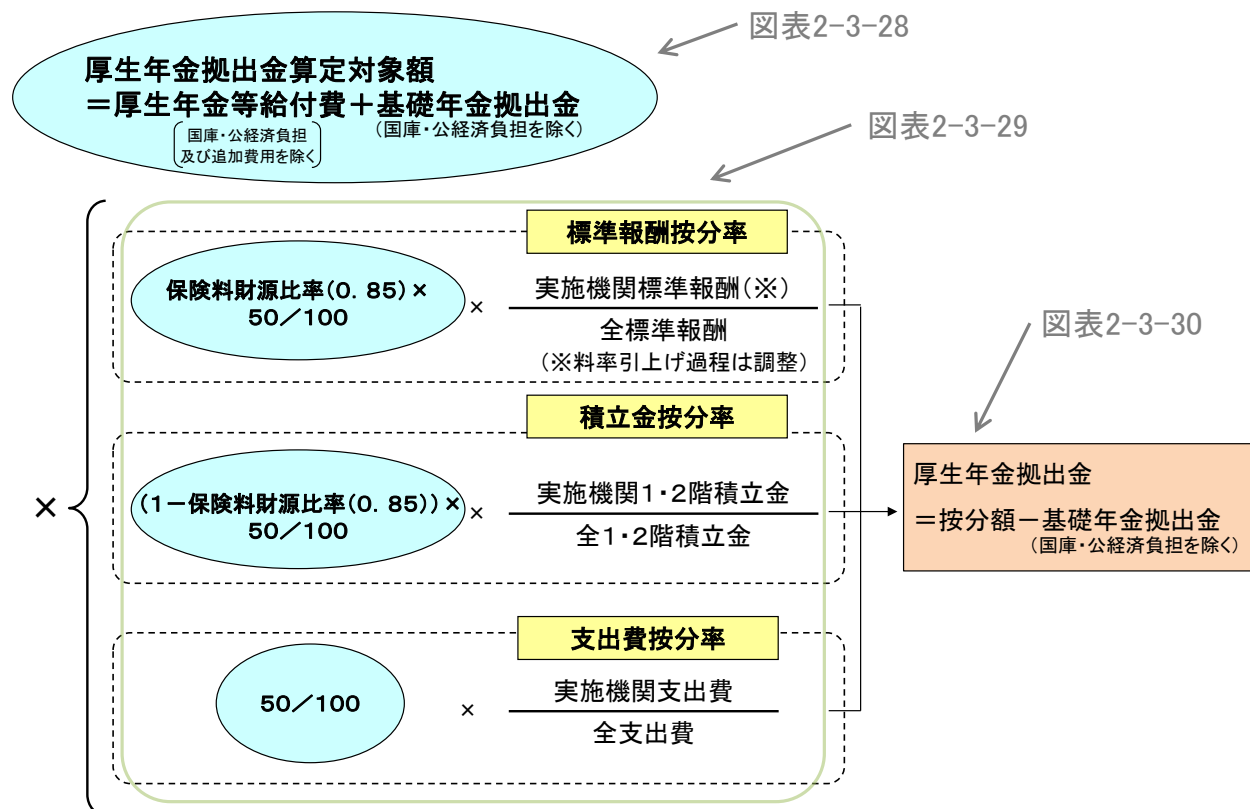 図表2-3-28
厚生年金拠出金算定対象額
=厚生年金等給付費+基礎年金拠出金
国庫・公経済負担
及び追加費用を除く
(国庫・公経済負担を除く)
図表2-3-29
×
標準報酬按分率
保険料財源比率(0.85)×
50/100
×
実施機関標準報酬(※)
全標準報酬
(※料率引上げ過程は調整)
図表2-3-30
積立金按分率
(1-保険料財源比率(0.85))×
50/100
×
実施機関1・2階積立金
全1・2階積立金
厚生年金拠出金
=按分額-基礎年金拠出金
(国庫・公経済負担を除く)
支出費按分率
50/100
×
実施機関支出費
全支出費